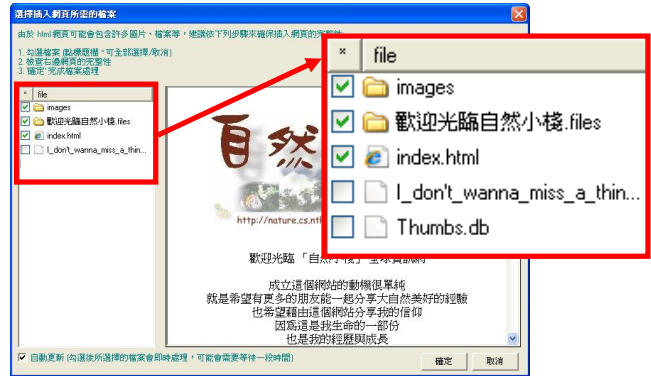 選擇插入網頁所需的檔案
由於 html 網頁可能會包含許多圖片、檔案等，建議依下列步驟來確保插入網頁的完整性:
1. 勾選檔案 (點標題欄 * 可全部選擇/取消)
2. 檢查右邊網頁的完整性
3. '確定' 完成檔案處理
* file
images
歡迎光臨自然小棧.files
index.html
I_don't_wanna_miss_a_thin...
* file
images
歡迎光臨自然小棧.files
index.html
I_don't_wanna_miss_a_thin...
Thumbs.db
自然
http://nature.cs.nth
歡迎光臨「自然小棧」全球資訊網
成立這個網站的動機很單純
就是希望有更多的朋友能一起分享大自然美好的經驗
也希望藉由這個網站分享我的信仰
因為這是我生命的一部份
也是我的經歷與成長
自動更新 (勾選後所選擇的檔案會即時處理，可能會需要等待一段時間)
確定
取消